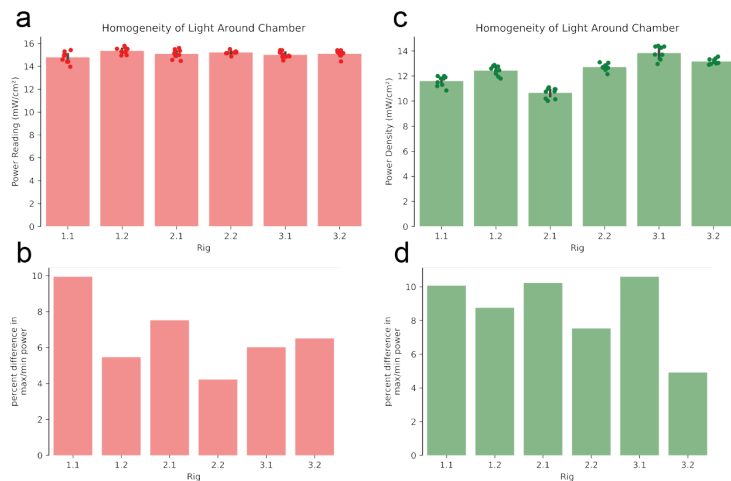 a
Homogeneity of Light Around Chamber
Power Reading (mW/cm²)
16
14
12
10
8
6
4
2
0
1.1 1.2 2.1 2.2 3.1 3.2
Rig
c
Homogeneity of Light Around Chamber
Power Density (mW/cm²)
14
12
10
8
6
4
2
0
1.1 1.2 2.1 2.2 3.1 3.2
Rig
b
percent difference in
max/min power
10
8
6
4
2
0
1.1 1.2 2.1 2.2 3.1 3.2
Rig
d
percent difference in
max/min power
10
8
6
4
2
0
1.1 1.2 2.1 2.2 3.1 3.2
Rig